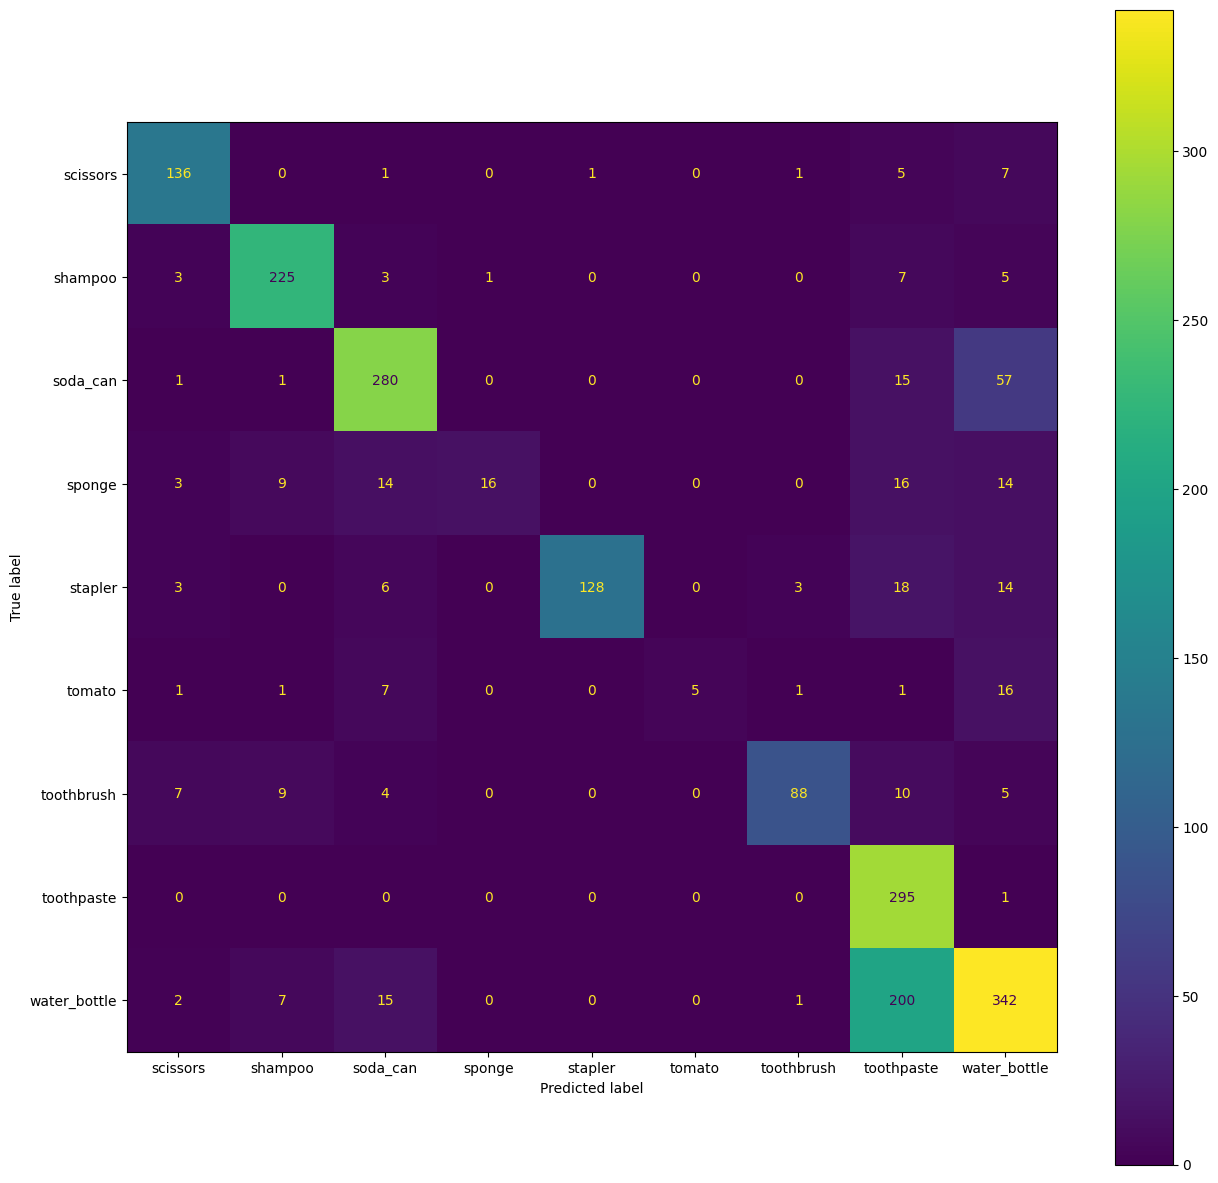 scissors 136 0 1 0 1 0 1 5 7
shampoo 3 225 3 1 0 0 0 7 5
soda_can 1 1 280 0 0 0 0 15 57
sponge 3 9 14 16 0 0 0 16 14
stapler 3 0 6 0 128 0 3 18 14
tomato 1 1 7 0 0 5 1 1 16
toothbrush 7 9 4 0 0 0 88 10 5
toothpaste 0 0 0 0 0 0 0 295 1
water_bottle 2 7 15 0 0 0 1 200 342
True label
scissors shampoo soda_can sponge stapler tomato toothbrush toothpaste water_bottle
Predicted label
300
250
200
150
100
50
0